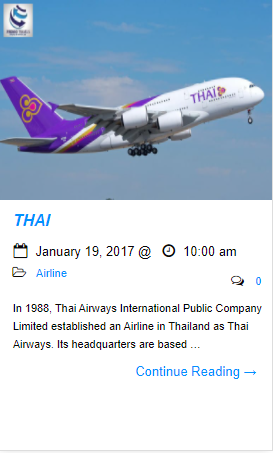 THAI
THAI
January 19, 2017 @ 10:00 am
Airline
0
In 1988, Thai Airways International Public Company
Limited established an Airline in Thailand as Thai
Airways. Its headquarters are based ...
Continue Reading →